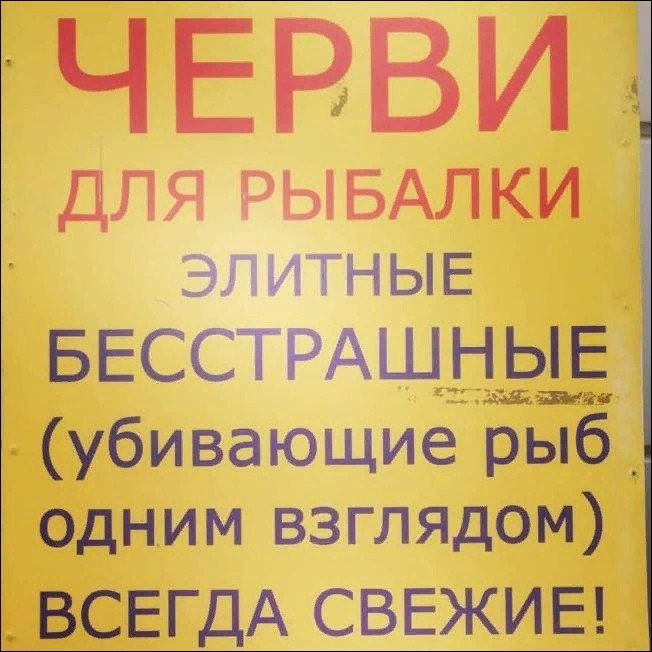 ЧЕРВИ
ДЛЯ РЫБАЛКИ
ЭЛИТНЫЕ
БЕССТРАШНЫЕ
(убивающие рыб
одним взглядом)
ВСЕГДА СВЕЖИЕ!